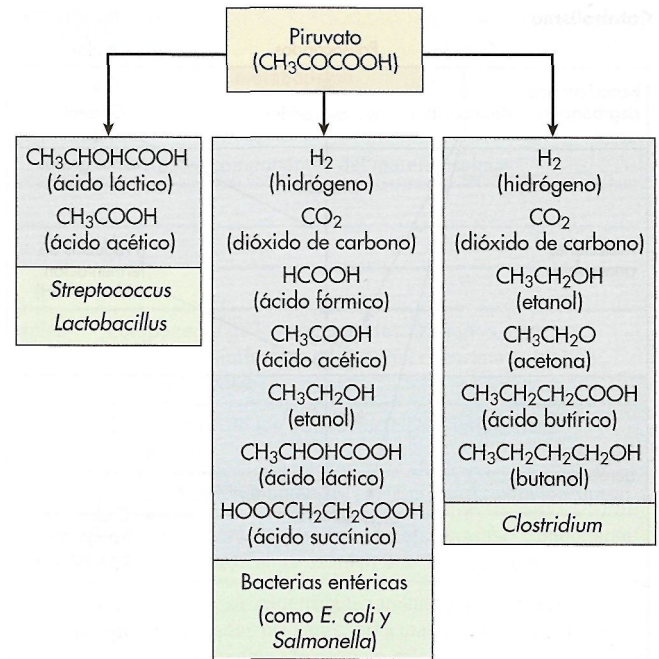 Piruvato
(CH₃COCOOH)
CH₃CHOHCOOH
(ácido láctico)
CH₃COOH
(ácido acético)
Streptococcus
Lactobacillus
H₂
(hidrógeno)
CO₂
(dióxido de carbono)
HCOOH
(ácido fórmico)
CH₃COOH
(ácido acético)
CH₃CH₂OH
(etanol)
CH₃CHOHCOOH
(ácido láctico)
HOOCCH₂CH₂COOH
(ácido succínico)
Bacterias entéricas
(como E. coli y
Salmonella)
H₂
(hidrógeno)
CO₂
(dióxido de carbono)
CH₃CH₂OH
(etanol)
CH₃CH₂O
(acetona)
CH₃CH₂CH₂COOH
(ácido butírico)
CH₃CH₂CH₂CH₂OH
(butanol)
Clostridium